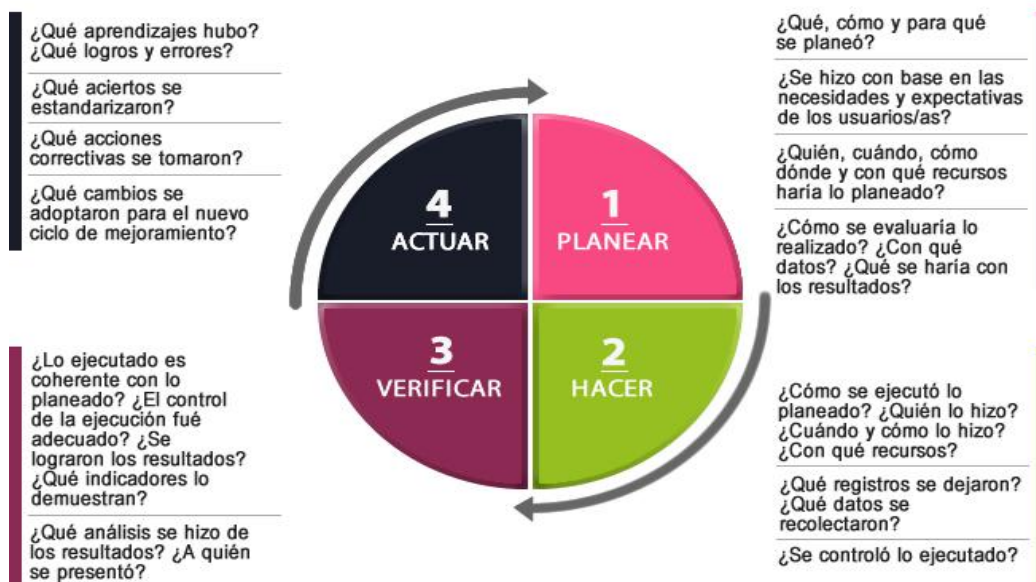 ¿Qué aprendizajes hubo?
¿Qué logros y errores?
¿Qué aciertos se
estandarizaron?
¿Qué acciones
correctivas se tomaron?
¿Qué cambios se
adoptaron para el nuevo
ciclo de mejoramiento?
4
ACTUAR
1
PLANEAR
¿Qué, cómo y para qué
se planeó?
¿Se hizo con base en las
necesidades y expectativas
de los usuarios/as?
¿Quién, cuándo, cómo
dónde y con qué recursos
haría lo planeado?
¿Cómo se evaluaría lo
realizado? ¿Con qué
datos? ¿Qué se haría con
los resultados?
¿Lo ejecutado es
coherente con lo
planeado? ¿El control
de la ejecución fué
adecuado? ¿Se
lograron los resultados?
¿Qué indicadores lo
demuestran?
¿Qué análisis se hizo de
los resultados? ¿A quién
se presentó?
3
VERIFICAR
2
HACER
¿Cómo se ejecutó lo
planeado? ¿Quién lo hizo?
¿Cuándo y cómo lo hizo?
¿Con qué recursos?
¿Qué registros se dejaron?
¿Qué datos se
recolectaron?
¿Se controló lo ejecutado?